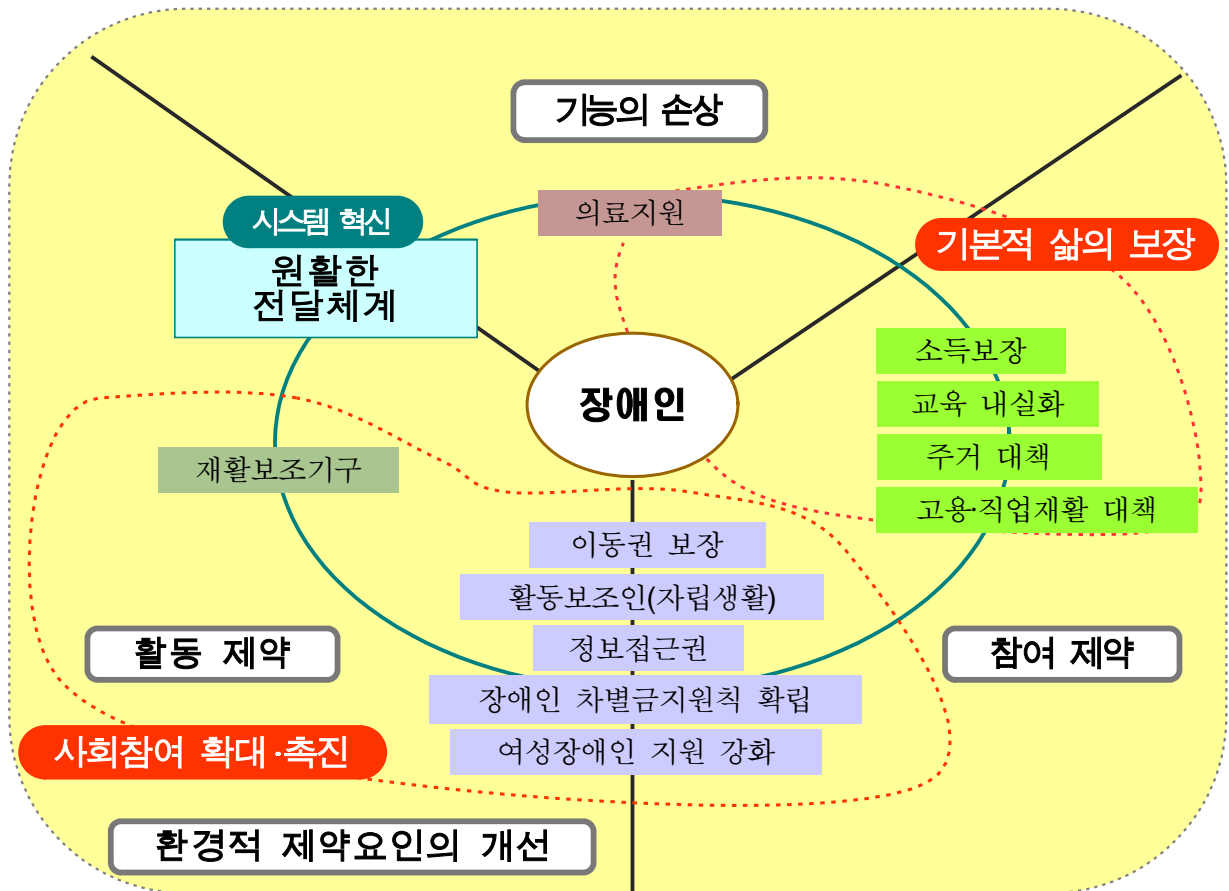 기능의 손상
시스템 혁신
원활한
전달체계
의료지원
기본적 삶의 보장
장애인
소득보장
교육 내실화
주거 대책
고용·직업재활 대책
재활보조기구
이동권 보장
활동보조인(자립생활)
정보접근권
장애인 차별금지원칙 확립
여성장애인 지원 강화
활동 제약
참여 제약
사회참여 확대·촉진
환경적 제약요인의 개선